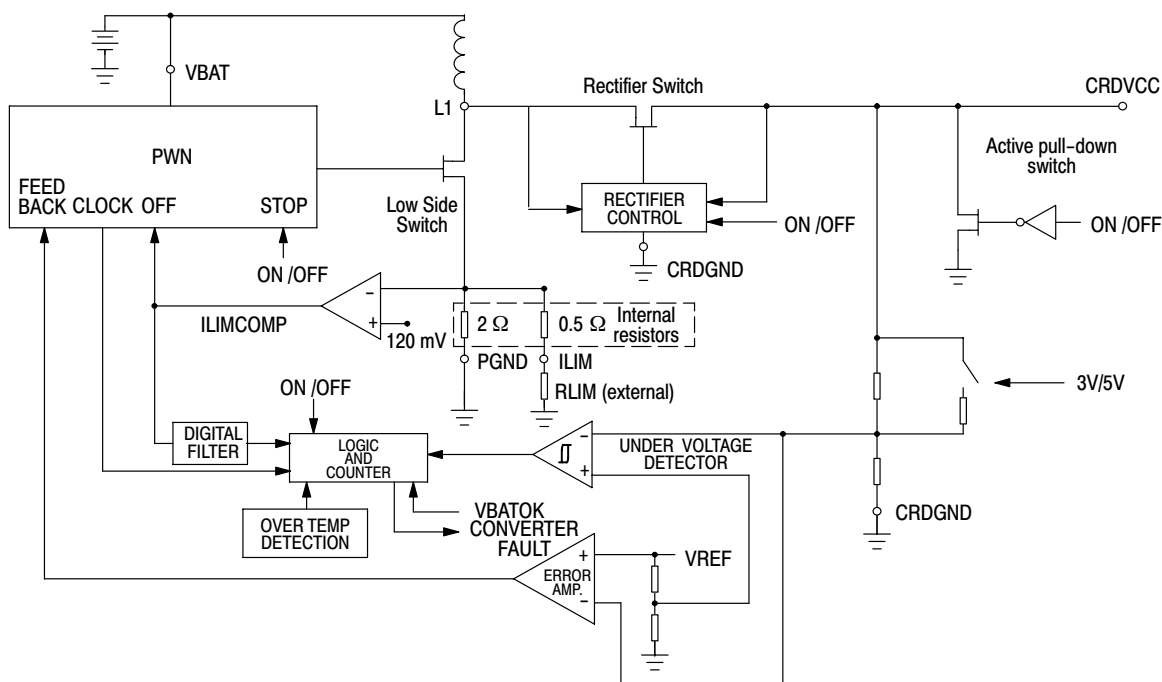 VBAT
L1
Rectifier Switch
CRDVCC
PWN
Active pull-down
switch
FEED
BACK
CLOCK
OFF
STOP
Low Side
Switch
RECTIFIER
CONTROL
ON /OFF
ON /OFF
ON /OFF
CRDGND
ILIMCOMP
-
+
120 mV
2 Ω
0.5 Ω
Internal
resistors
PGND
ILIM
RLIM (external)
3V/5V
ON /OFF
DIGITAL
FILTER
LOGIC
AND
COUNTER
-
+
UNDER VOLTAGE
DETECTOR
OVER TEMP
DETECTION
VBATOK
CONVERTER
FAULT
CRDGND
+
-
ERROR
AMP.
VREF